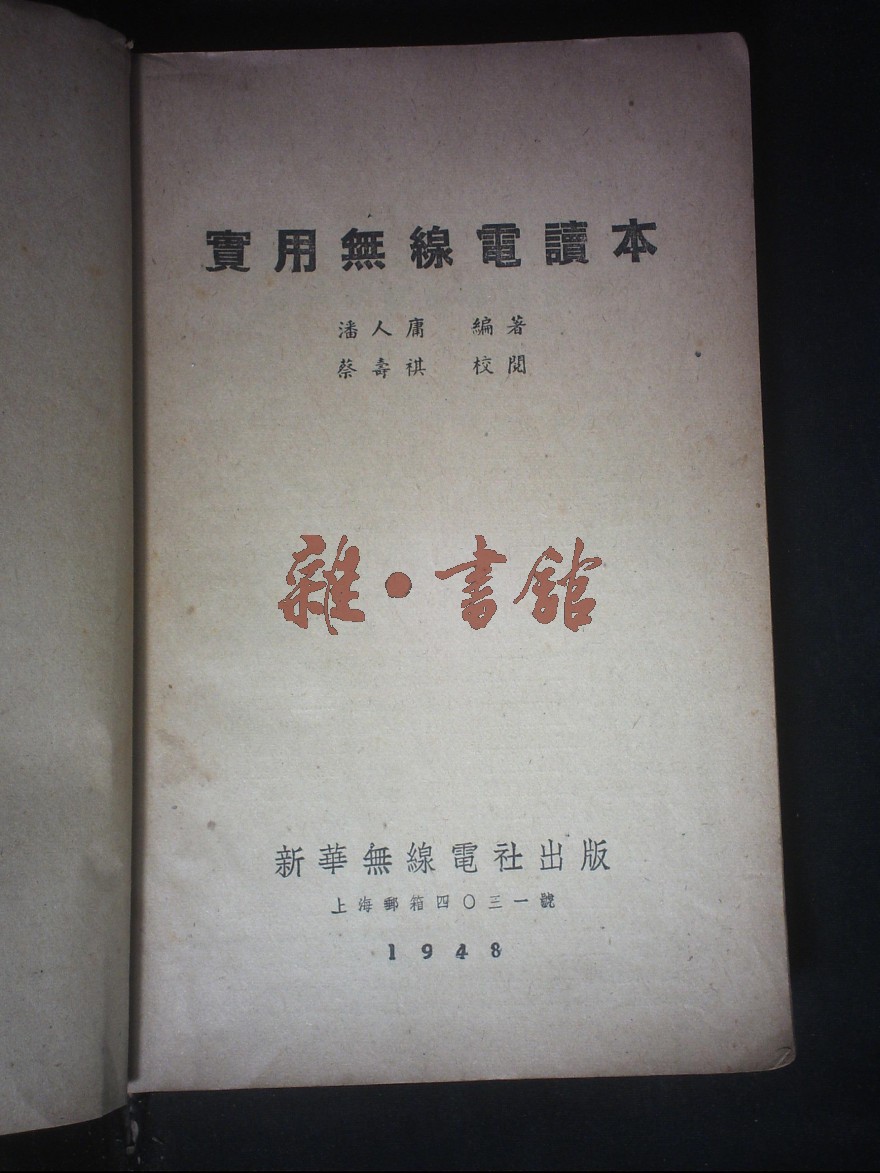 實用無線電讀本
潘人庸 編著
蔡壽祺 校閱
雜·書館
新華無線電社出版
上海郵箱四〇三一號
1948